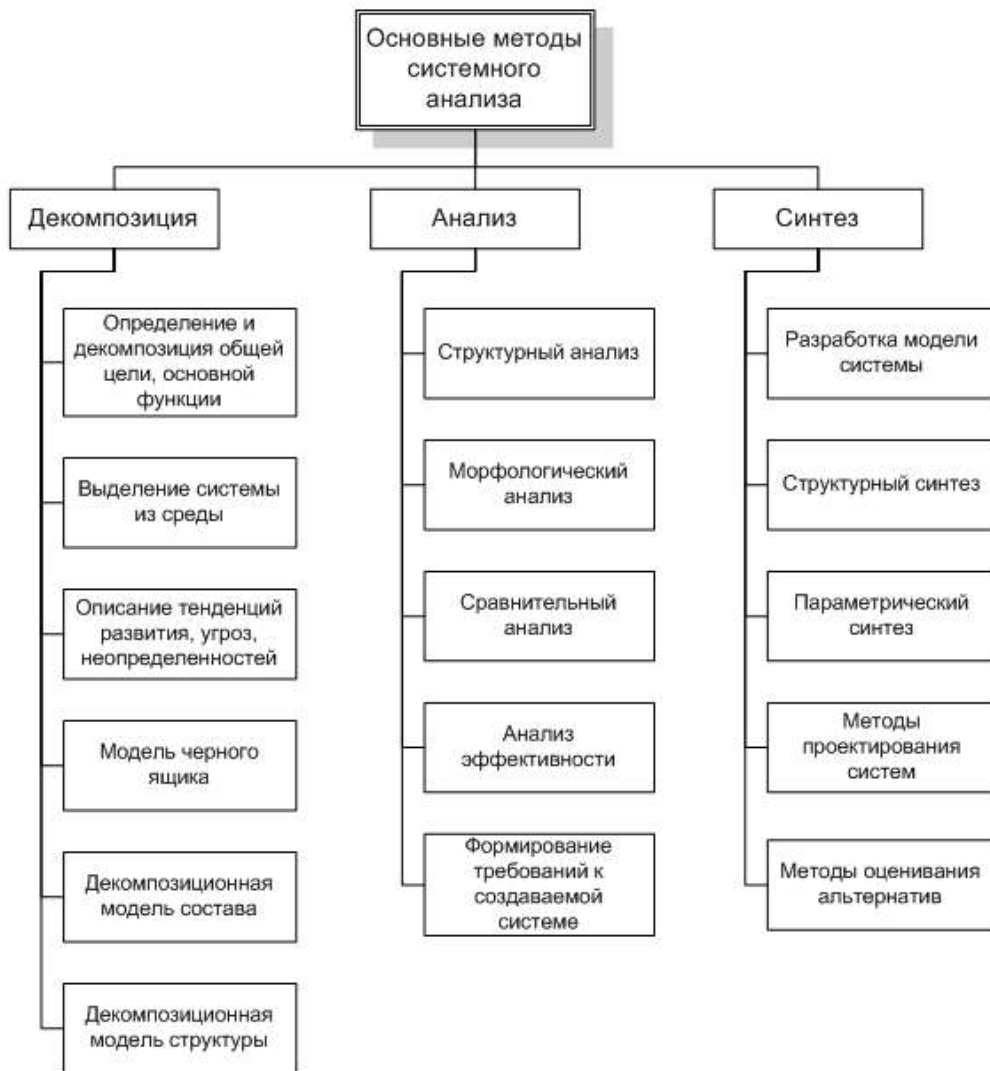 Основные методы
системного
анализа
Декомпозиция
Анализ
Синтез
Определение и
декомпозиция общей
цели, основной
функции
Выделение системы
из среды
Описание тенденций
развития, угроз,
неопределенностей
Модель черного
ящика
Декомпозиционная
модель состава
Декомпозиционная
модель структуры
Структурный анализ
Морфологический
анализ
Сравнительный
анализ
Анализ
эффективности
Формирование
требований к
создаваемой
системе
Разработка модели
системы
Структурный синтез
Параметрический
синтез
Методы
проектирования
систем
Методы оценивания
альтернатив